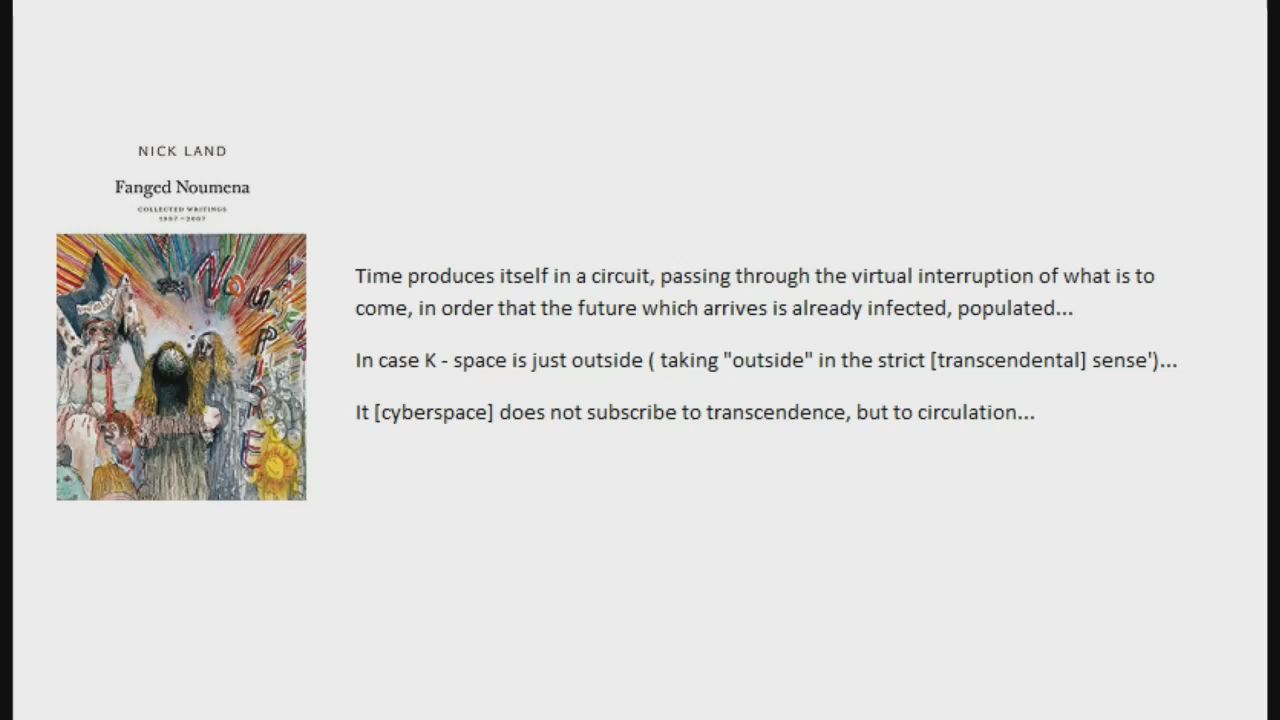 NICK LAND
Fanged Noumena
COLLECTED WRITINGS
1987 - 2007
Time produces itself in a circuit, passing through the virtual interruption of what is to
come, in order that the future which arrives is already infected, populated...
In case K - space is just outside ( taking "outside" in the strict [transcendental] sense')...
It [cyberspace] does not subscribe to transcendence, but to circulation...